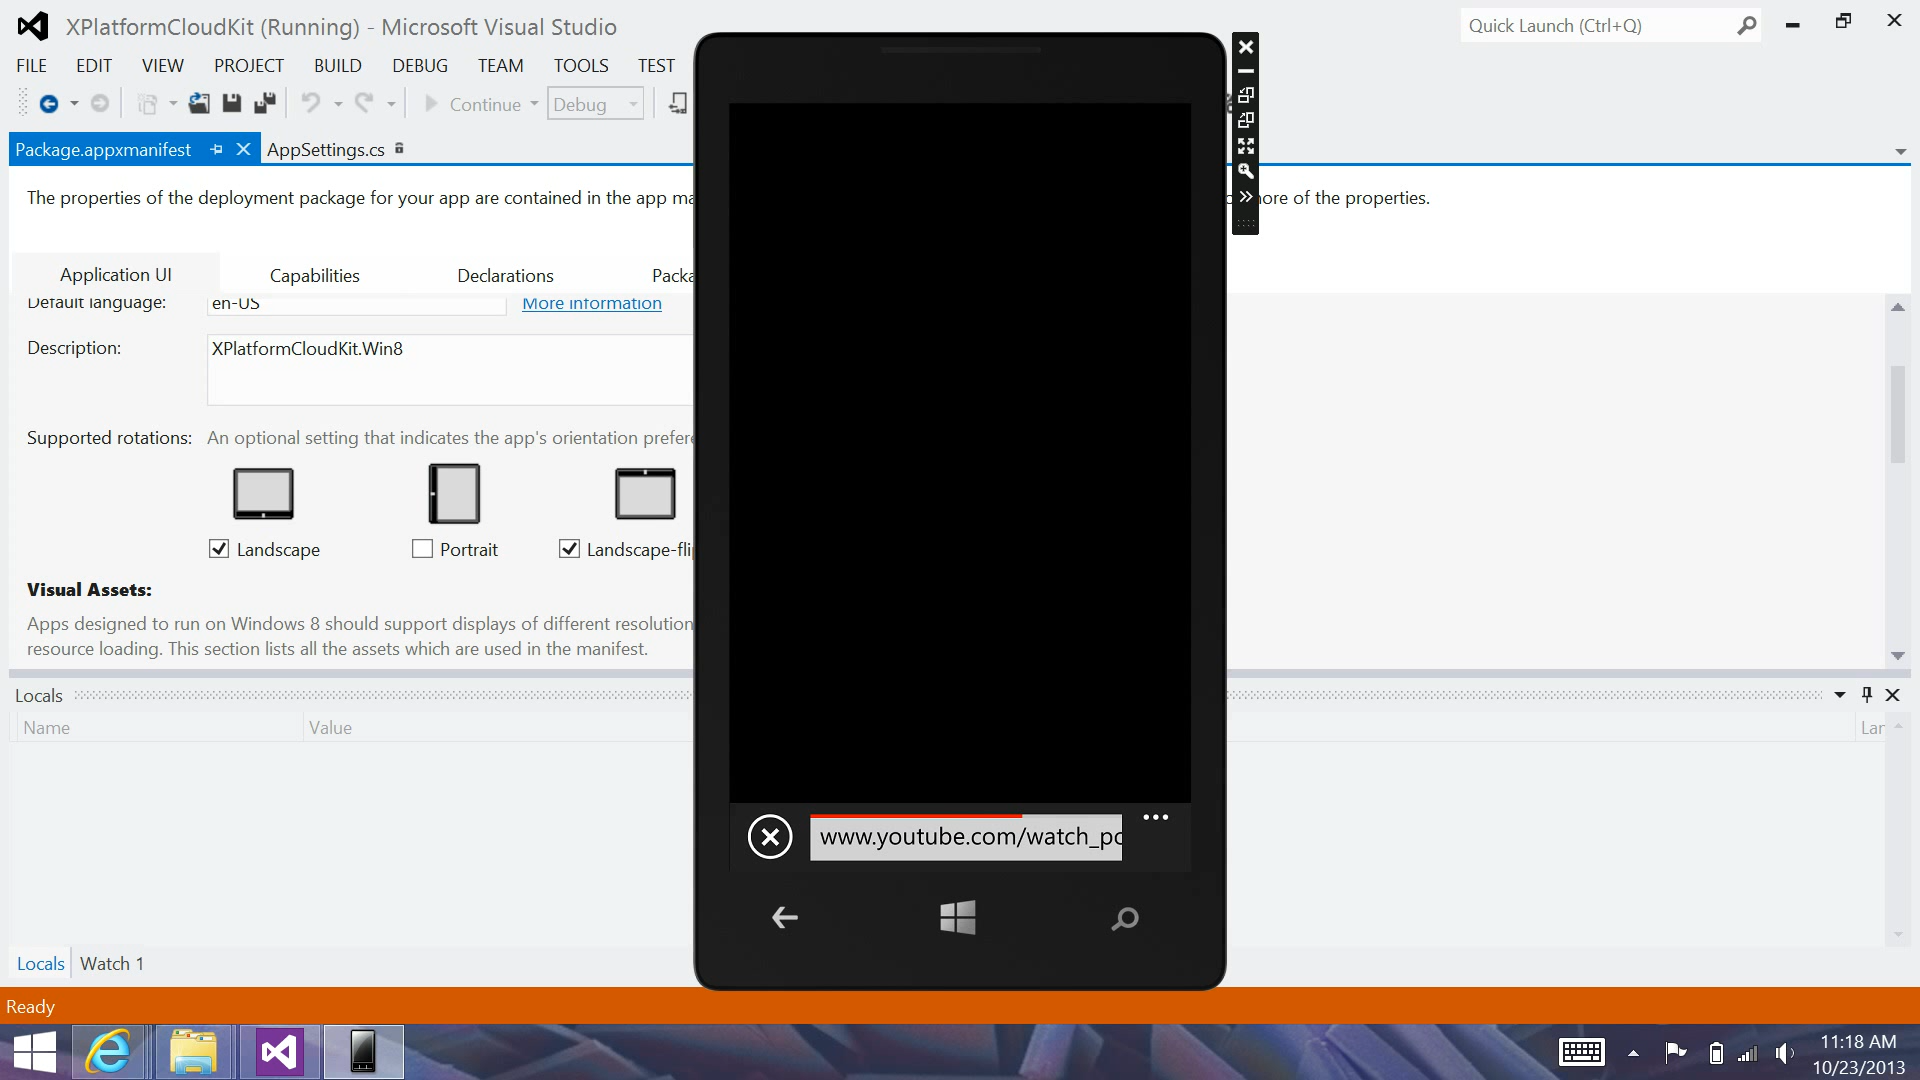 XPlatformCloudKit (Running) - Microsoft Visual Studio
Quick Launch (Ctrl+Q)
FILE EDIT VIEW PROJECT BUILD DEBUG TEAM TOOLS TEST
Continue Debug
Package.appxmanifest AppSettings.cs
The properties of the deployment package for your app are contained in the app ma
ore of the properties.
Application UI Capabilities Declarations Packa
Default language: en-US More information
Description: XPlatformCloudKit.Win8
Supported rotations: An optional setting that indicates the app's orientation prefere
Landscape Portrait Landscape-fli
Visual Assets:
Apps designed to run on Windows 8 should support displays of different resolution
resource loading. This section lists all the assets which are used in the manifest.
Locals
Name Value Lan
www.youtube.com/watch_po
Locals Watch 1
Ready
11:18 AM
10/23/2013